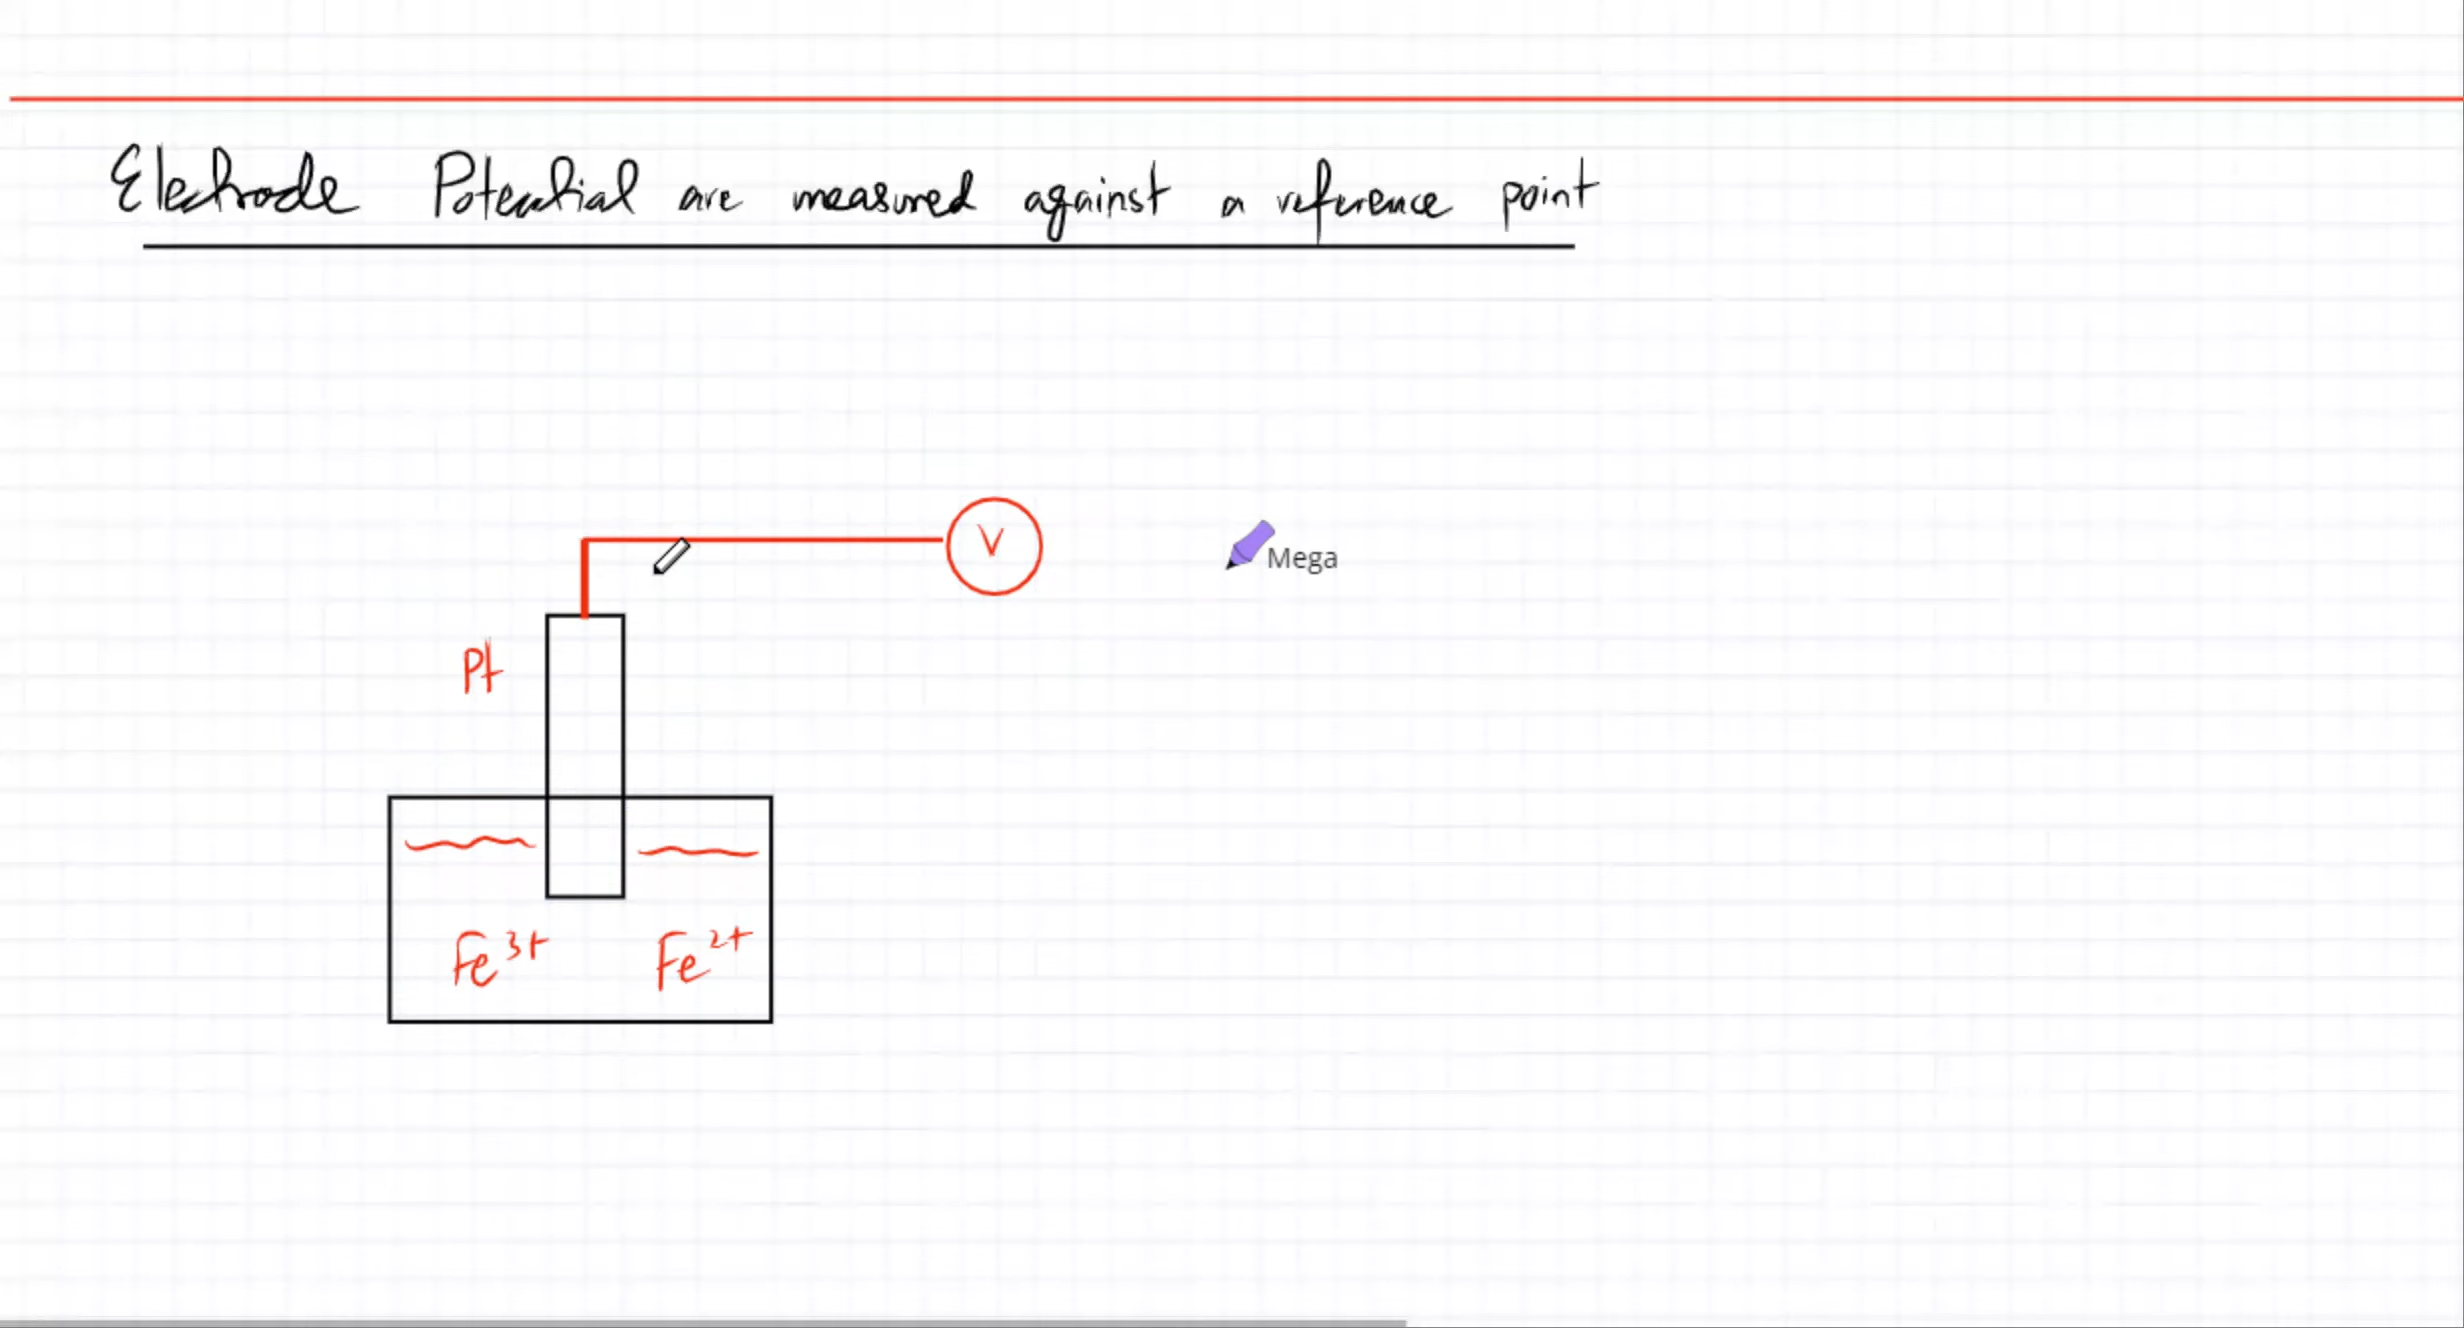 Electrode Potential are measured against a reference point
V
Mega
Pt
Fe³⁺ Fe²⁺